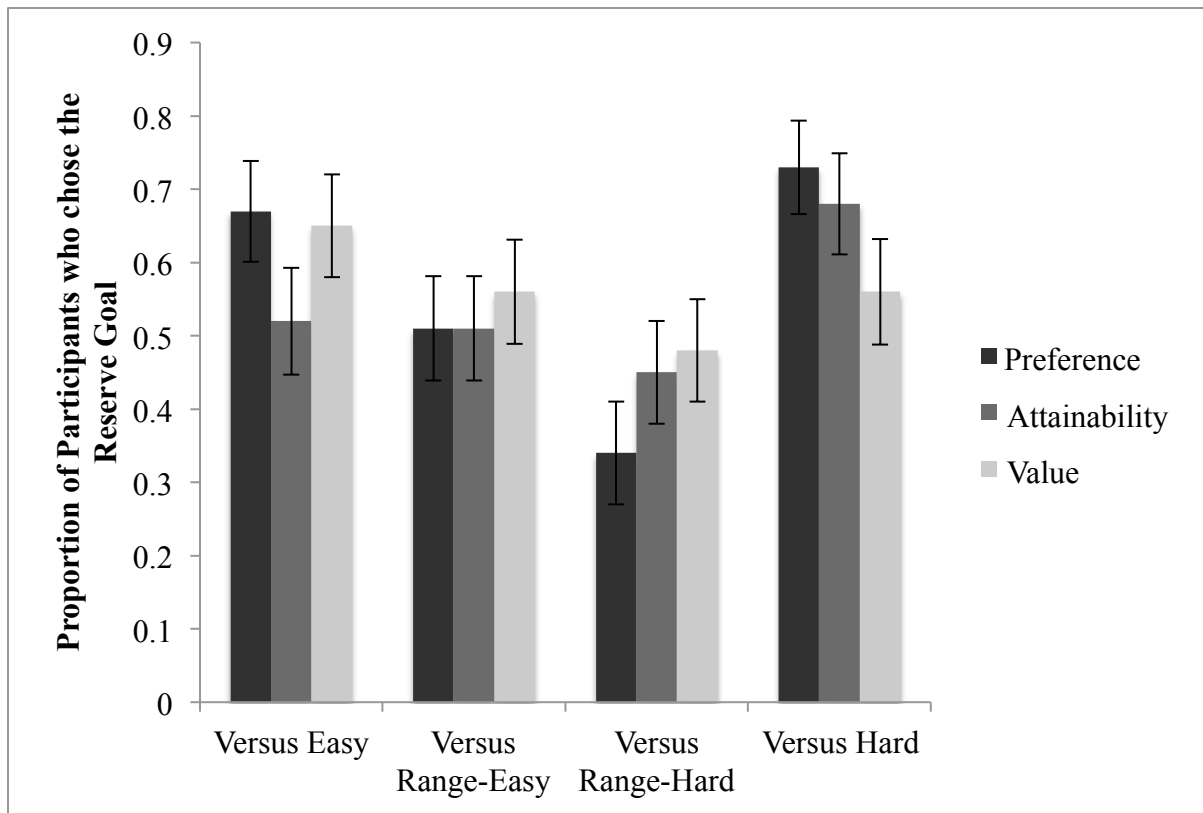 Proportion of Participants who chose the
Reserve Goal
0.9
0.8
0.7
0.6
0.5
0.4
0.3
0.2
0.1
0
Versus Easy
Versus
Range-Easy
Versus
Range-Hard
Versus Hard
Preference
Attainability
Value